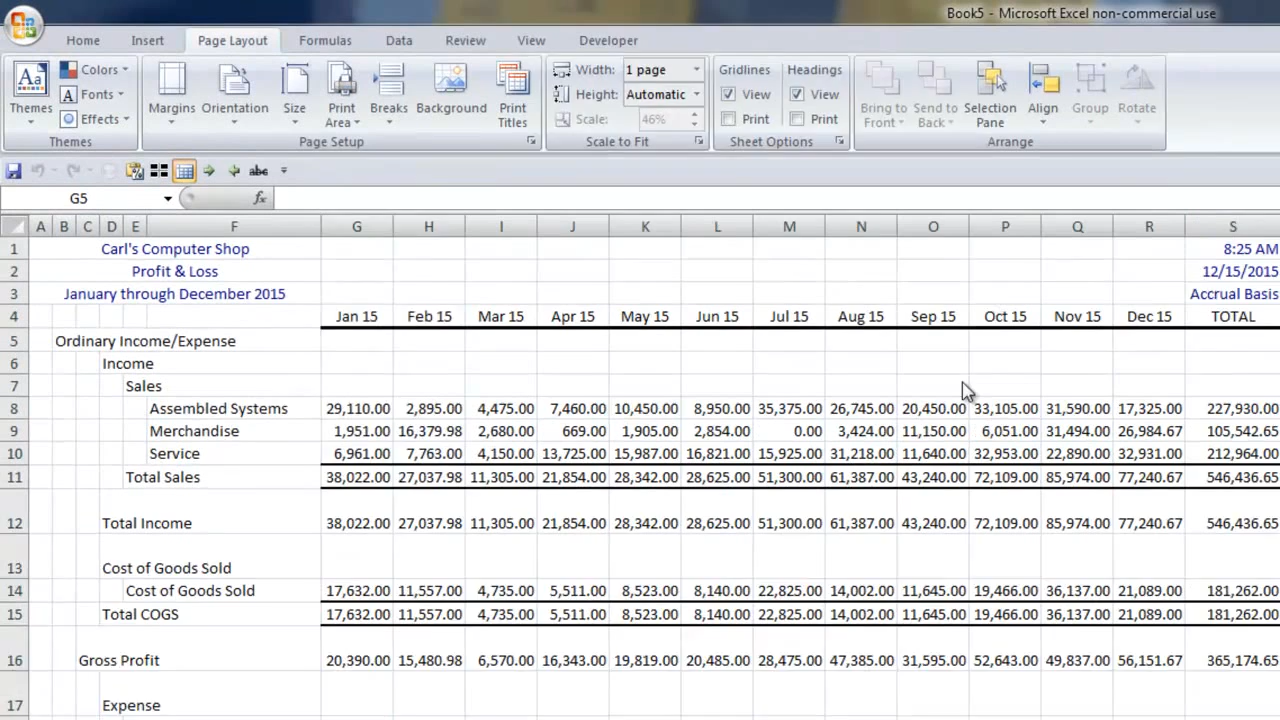 Book5 - Microsoft Excel non-commercial use
Home Insert Page Layout Formulas Data Review View Developer
Colors Width: 1 page Gridlines Headings
Aa Fonts Height: Automatic View View
Themes Effects Margins Orientation Size Print Area Breaks Background Print Titles Scale: 46% Print Print Bring to Front Send to Back Selection Pane Align Group Rotate
Themes Page Setup Scale to Fit Sheet Options Arrange
abc
G5 fx
A B C D E F G H I J K L M N O P Q R S
1 Carl's Computer Shop 8:25 AM
2 Profit & Loss 12/15/2015
3 January through December 2015 Accrual Basis
4 Jan 15 Feb 15 Mar 15 Apr 15 May 15 Jun 15 Jul 15 Aug 15 Sep 15 Oct 15 Nov 15 Dec 15 TOTAL
5 Ordinary Income/Expense
6 Income
7 Sales
8 Assembled Systems 29,110.00 2,895.00 4,475.00 7,460.00 10,450.00 8,950.00 35,375.00 26,745.00 20,450.00 33,105.00 31,590.00 17,325.00 227,930.00
9 Merchandise 1,951.00 16,379.98 2,680.00 669.00 1,905.00 2,854.00 0.00 3,424.00 11,150.00 6,051.00 31,494.00 26,984.67 105,542.65
10 Service 6,961.00 7,763.00 4,150.00 13,725.00 15,987.00 16,821.00 15,925.00 31,218.00 11,640.00 32,953.00 22,890.00 32,931.00 212,964.00
11 Total Sales 38,022.00 27,037.98 11,305.00 21,854.00 28,342.00 28,625.00 51,300.00 61,387.00 43,240.00 72,109.00 85,974.00 77,240.67 546,436.65
12 Total Income 38,022.00 27,037.98 11,305.00 21,854.00 28,342.00 28,625.00 51,300.00 61,387.00 43,240.00 72,109.00 85,974.00 77,240.67 546,436.65
13 Cost of Goods Sold
14 Cost of Goods Sold 17,632.00 11,557.00 4,735.00 5,511.00 8,523.00 8,140.00 22,825.00 14,002.00 11,645.00 19,466.00 36,137.00 21,089.00 181,262.00
15 Total COGS 17,632.00 11,557.00 4,735.00 5,511.00 8,523.00 8,140.00 22,825.00 14,002.00 11,645.00 19,466.00 36,137.00 21,089.00 181,262.00
16 Gross Profit 20,390.00 15,480.98 6,570.00 16,343.00 19,819.00 20,485.00 28,475.00 47,385.00 31,595.00 52,643.00 49,837.00 56,151.67 365,174.65
17 Expense